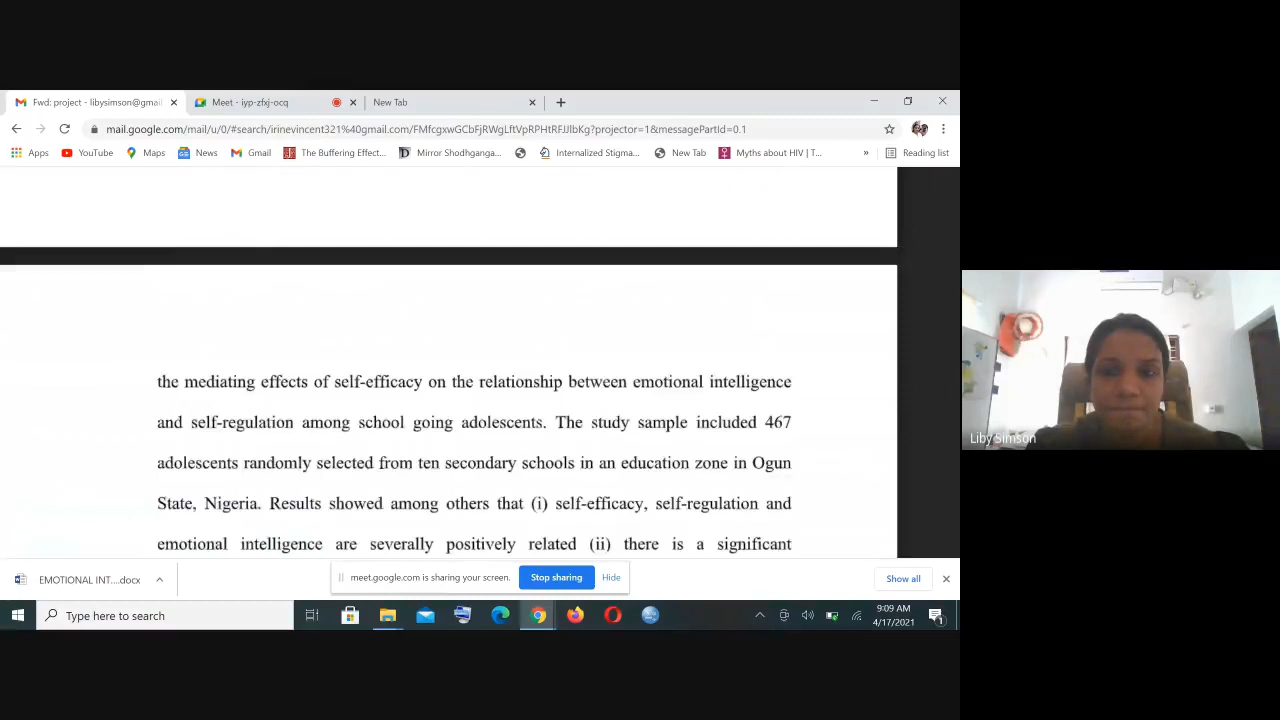 Fwd: project - libysimson@gmai
Meet - iyp-zfxj-ocq
New Tab
mail.google.com/mail/u/0/#search/irinevincent321%40gmail.com/FMfcgxwGCbFjRWgLftVpRPHtRFJJlbKg?projector=1&messagePartId=0.1
Apps YouTube Maps News Gmail The Buffering Effect... Mirror Shodhganga... Internalized Stigma... New Tab Myths about HIV | T... » Reading list
the mediating effects of self-efficacy on the relationship between emotional intelligence
and self-regulation among school going adolescents. The study sample included 467
adolescents randomly selected from ten secondary schools in an education zone in Ogun
State, Nigeria. Results showed among others that (i) self-efficacy, self-regulation and
emotional intelligence are severally positively related (ii) there is a significant
Liby Simson
EMOTIONAL INT....docx
meet.google.com is sharing your screen. Stop sharing Hide
Show all
Type here to search
9:09 AM
4/17/2021
1